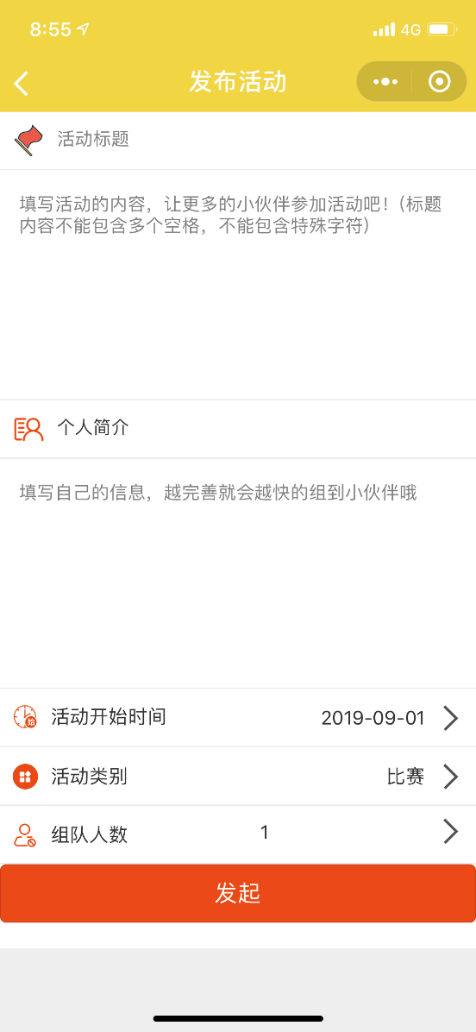 8:55
4G
发布活动
活动标题
填写活动的内容，让更多的小伙伴参加活动吧！（标题
内容不能包含多个空格，不能包含特殊字符）
个人简介
填写自己的信息，越完善就会越快的组到小伙伴哦
活动开始时间 2019-09-01
活动类别 比赛
组队人数 1
发起